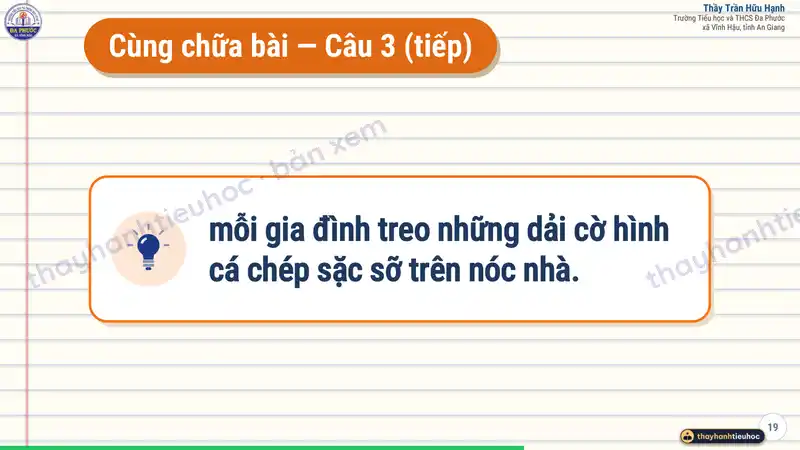 Thầy Trần Hữu Hạnh
Trường Tiểu học và THCS Đa Phước
xã Vĩnh Hậu, tỉnh An Giang
ĐA PHƯỚC
Cùng chữa bài – Câu 3 (tiếp)
mỗi gia đình treo những dải cờ hình
cá chép sặc sỡ trên nóc nhà.
thayhanhtieuhoc · bản xem
thayhanhtieuhoc
19